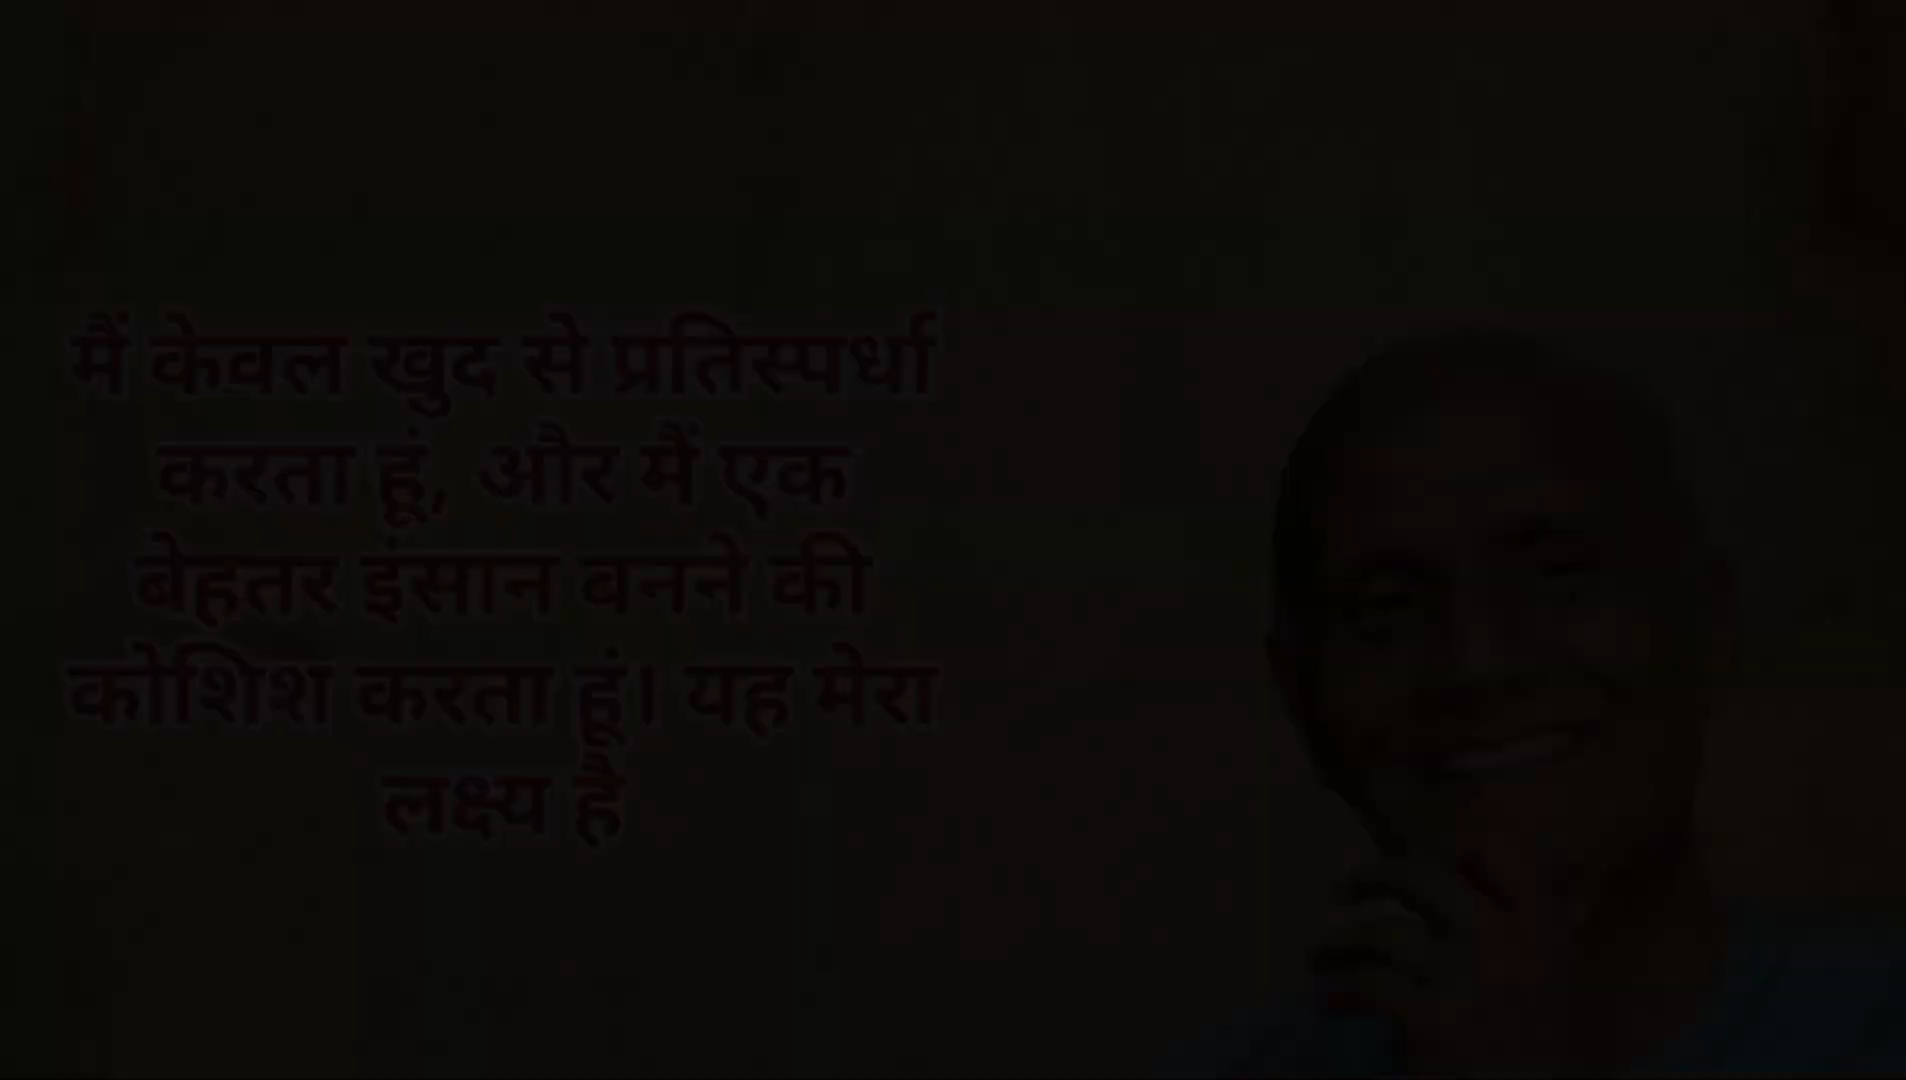 मैं केवल खुद से प्रतिस्पर्धा
करता हूं, और मैं एक
बेहतर इंसान बनने की
कोशिश करता हूं। यह मेरा
लक्ष्य है